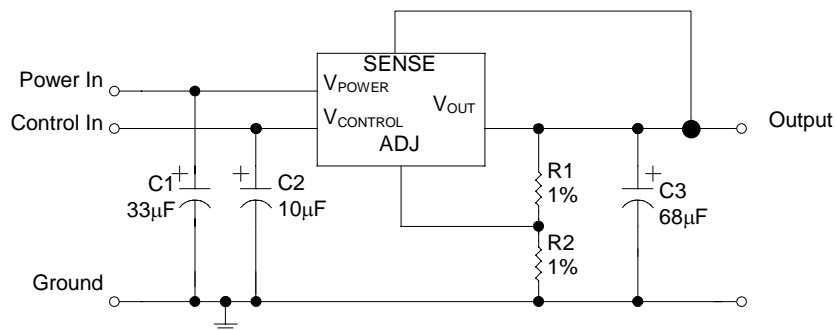 SENSE
Power In
VPOWER
VOUT
Control In
VCONTROL
Output
ADJ
+
C1
33µF
+
C2
10µF
R1
1%
+
C3
68µF
R2
1%
Ground